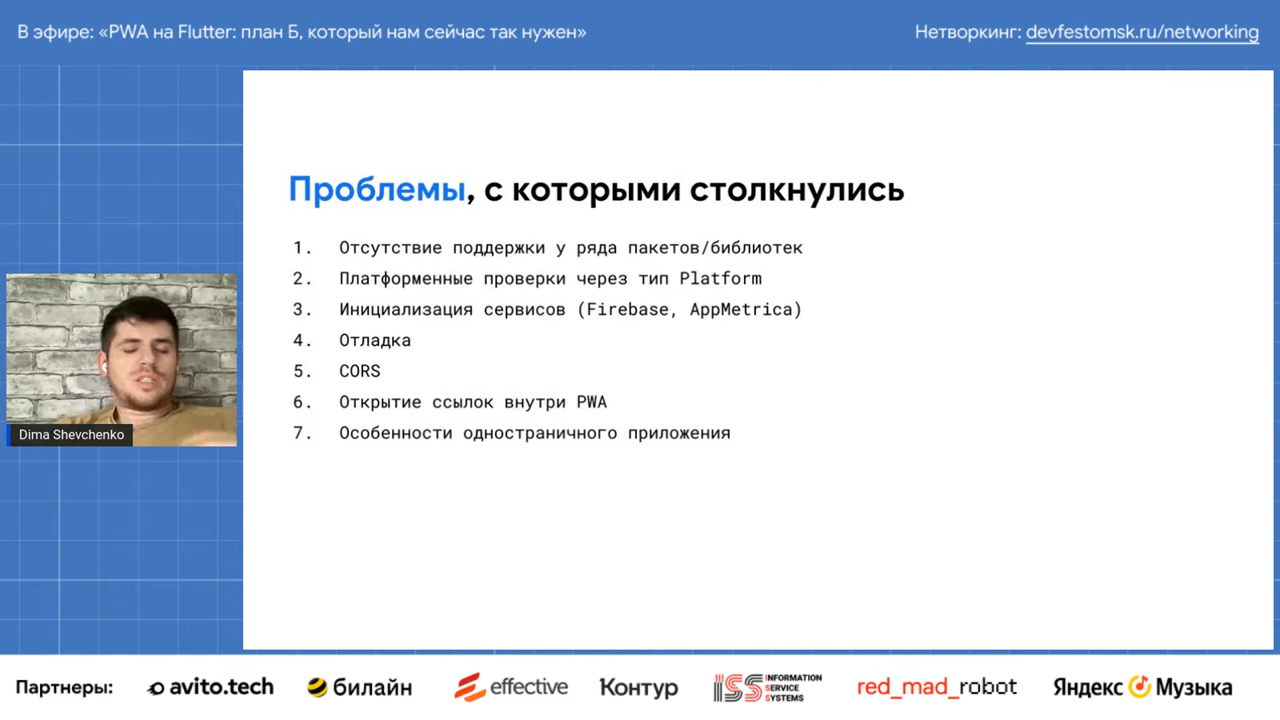 В эфире: «PWA на Flutter: план Б, который нам сейчас так нужен»
Нетворкинг: devfestomsk.ru/networking
Проблемы, с которыми столкнулись
1. Отсутствие поддержки у ряда пакетов/библиотек
2. Платформенные проверки через тип Platform
3. Инициализация сервисов (Firebase, AppMetrica)
4. Отладка
5. CORS
6. Открытие ссылок внутри PWA
7. Особенности одностраничного приложения
Dima Shevchenko
Партнеры:
avito.tech
билайн
effective
Контур
ISS INFORMATION
SERVICE
SYSTEMS
red_mad_robot
Яндекс Музыка